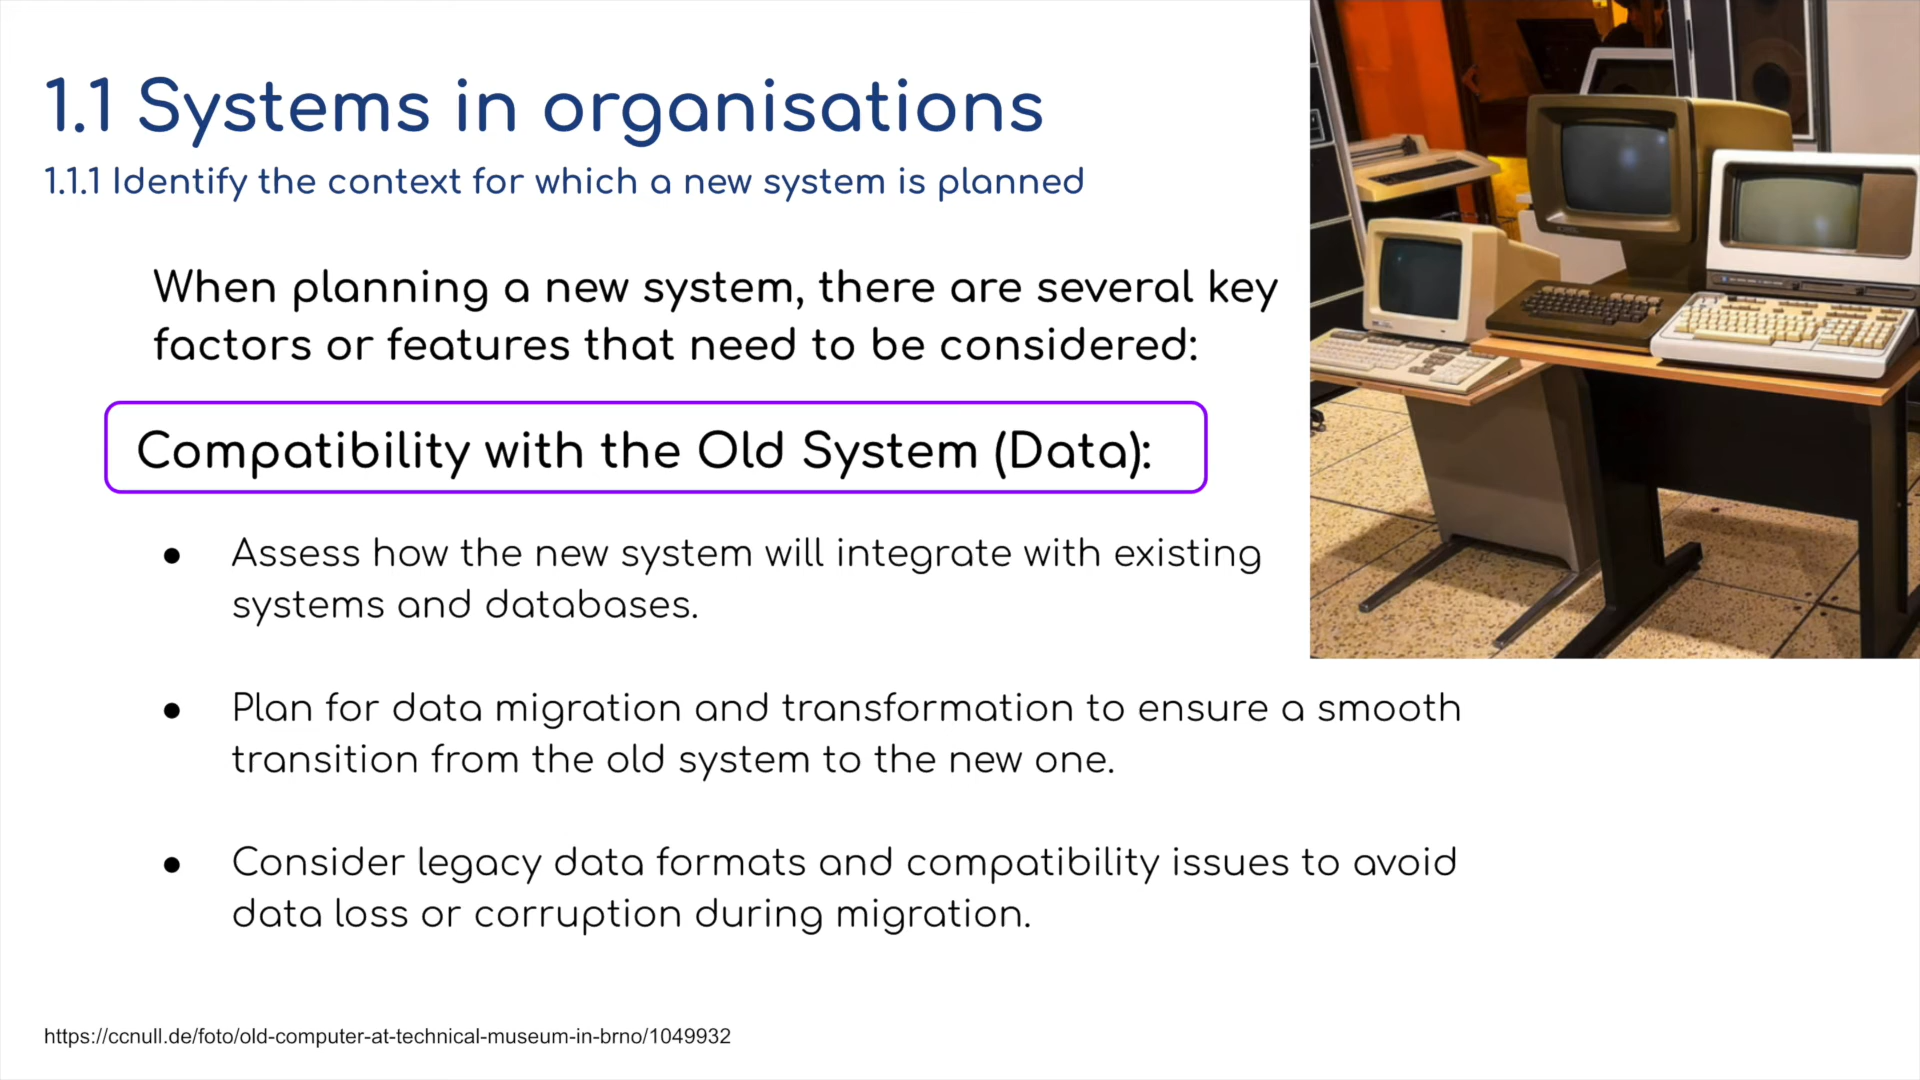 1.1 Systems in organisations
1.1.1 Identify the context for which a new system is planned
When planning a new system, there are several key
factors or features that need to be considered:
Compatibility with the Old System (Data):
● Assess how the new system will integrate with existing
systems and databases.
● Plan for data migration and transformation to ensure a smooth
transition from the old system to the new one.
● Consider legacy data formats and compatibility issues to avoid
data loss or corruption during migration.
https://ccnull.de/foto/old-computer-at-technical-museum-in-brno/1049932